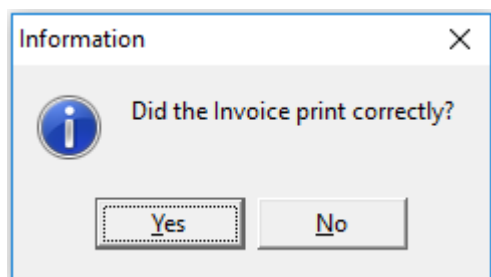 Information
Did the Invoice print correctly?
Yes
No